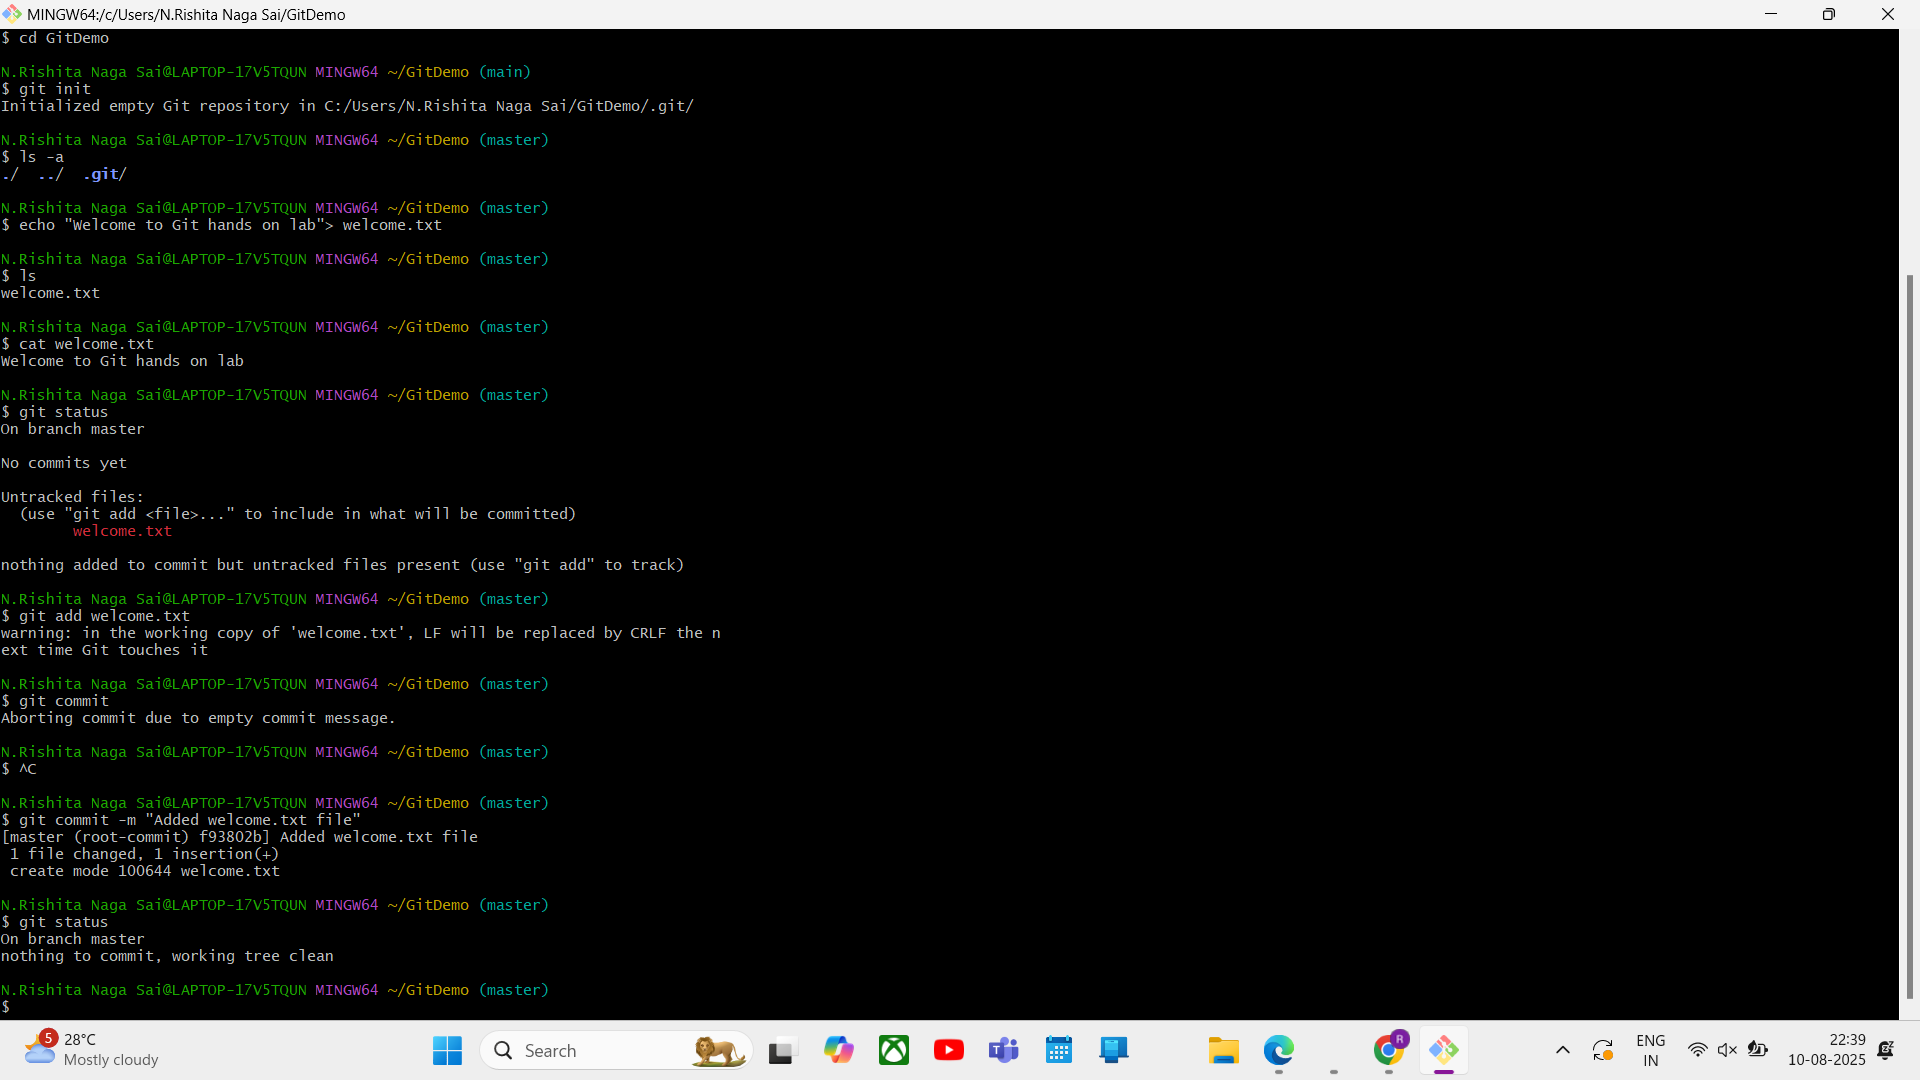 MINGW64:/c/Users/N.Rishita Naga Sai/GitDemo
$ cd GitDemo
N.Rishita Naga Sai@LAPTOP-17V5TQUN MINGW64 ~/GitDemo (main)
$ git init
Initialized empty Git repository in C:/Users/N.Rishita Naga Sai/GitDemo/.git/
N.Rishita Naga Sai@LAPTOP-17V5TQUN MINGW64 ~/GitDemo (master)
$ ls -a
./  ../  .git/
N.Rishita Naga Sai@LAPTOP-17V5TQUN MINGW64 ~/GitDemo (master)
$ echo "Welcome to Git hands on lab"> welcome.txt
N.Rishita Naga Sai@LAPTOP-17V5TQUN MINGW64 ~/GitDemo (master)
$ ls
welcome.txt
N.Rishita Naga Sai@LAPTOP-17V5TQUN MINGW64 ~/GitDemo (master)
$ cat welcome.txt
Welcome to Git hands on lab
N.Rishita Naga Sai@LAPTOP-17V5TQUN MINGW64 ~/GitDemo (master)
$ git status
On branch master
No commits yet
Untracked files:
  (use "git add <file>..." to include in what will be committed)
        welcome.txt
nothing added to commit but untracked files present (use "git add" to track)
N.Rishita Naga Sai@LAPTOP-17V5TQUN MINGW64 ~/GitDemo (master)
$ git add welcome.txt
warning: in the working copy of 'welcome.txt', LF will be replaced by CRLF the n
ext time Git touches it
N.Rishita Naga Sai@LAPTOP-17V5TQUN MINGW64 ~/GitDemo (master)
$ git commit
Aborting commit due to empty commit message.
N.Rishita Naga Sai@LAPTOP-17V5TQUN MINGW64 ~/GitDemo (master)
$ ^C
N.Rishita Naga Sai@LAPTOP-17V5TQUN MINGW64 ~/GitDemo (master)
$ git commit -m "Added welcome.txt file"
[master (root-commit) f93802b] Added welcome.txt file
 1 file changed, 1 insertion(+)
 create mode 100644 welcome.txt
N.Rishita Naga Sai@LAPTOP-17V5TQUN MINGW64 ~/GitDemo (master)
$ git status
On branch master
nothing to commit, working tree clean
N.Rishita Naga Sai@LAPTOP-17V5TQUN MINGW64 ~/GitDemo (master)
$
5
28°C
Mostly cloudy
Search
R
ENG
IN
22:39
10-08-2025